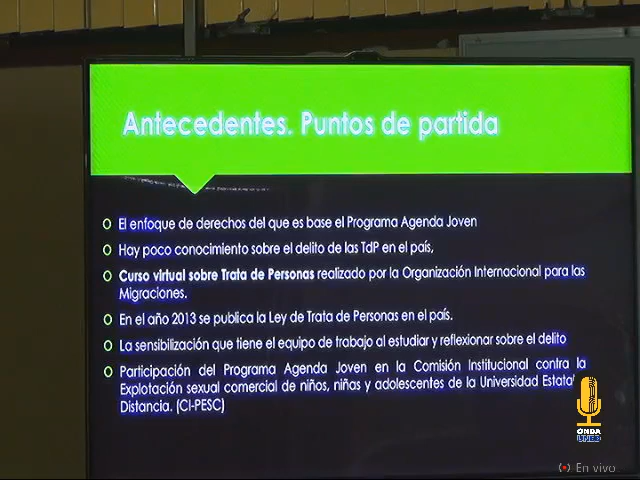 Antecedentes. Puntos de partida
El enfoque de derechos del que es base el Programa Agenda Joven
Hay poco conocimiento sobre el delito de las TdP en el país,
Curso virtual sobre Trata de Personas realizado por la Organización Internacional para las
Migraciones.
En el año 2013 se publica la Ley de Trata de Personas en el país.
La sensibilización que tiene el equipo de trabajo al estudiar y reflexionar sobre el delito
Participación del Programa Agenda Joven en la Comisión Institucional contra la
Explotación sexual comercial de niños, niñas y adolescentes de la Universidad Estatal
Distancia. (CI-PESC)
ONDA
UNED
En vivo